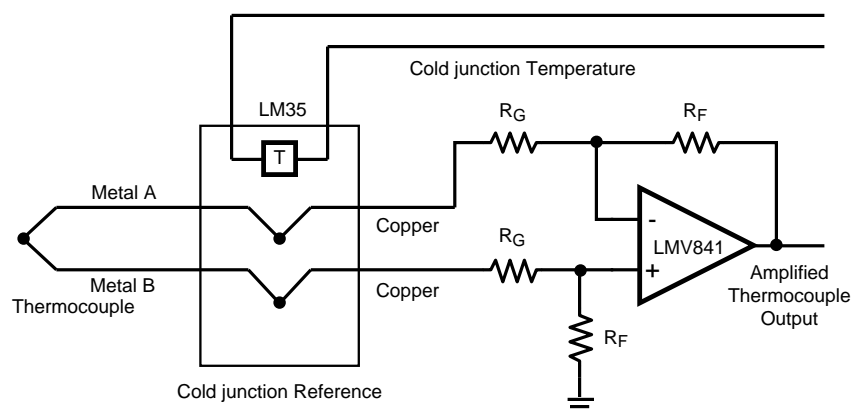 Cold junction Temperature
LM35
RG
RF
T
Metal A
Copper
-
LMV841
RG
+
Metal B
Thermocouple
Copper
Amplified
Thermocouple
Output
RF
Cold junction Reference